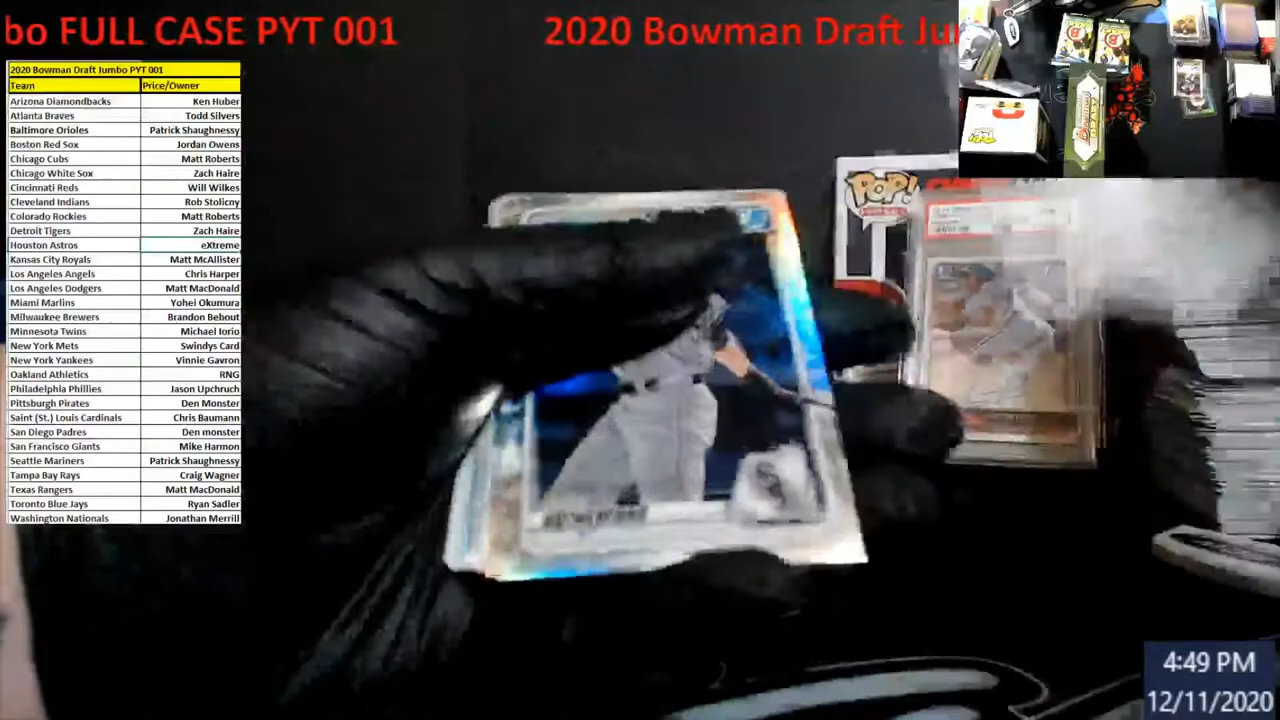 bo FULL CASE PYT 001 2020 Bowman Draft Ju
2020 Bowman Draft Jumbo PYT 001
Team Price/Owner
Arizona Diamondbacks Ken Huber
Atlanta Braves Todd Silvers
Baltimore Orioles Patrick Shaughnessy
Boston Red Sox Jordan Owens
Chicago Cubs Matt Roberts
Chicago White Sox Zach Haire
Cincinnati Reds Will Wilkes
Cleveland Indians Rob Stolicny
Colorado Rockies Matt Roberts
Detroit Tigers Zach Haire
Houston Astros eXtreme
Kansas City Royals Matt McAllister
Los Angeles Angels Chris Harper
Los Angeles Dodgers Matt MacDonald
Miami Marlins Yohei Okumura
Milwaukee Brewers Brandon Bebout
Minnesota Twins Michael Iorio
New York Mets Swindys Card
New York Yankees Vinnie Gavron
Oakland Athletics RNG
Philadelphia Phillies Jason Upchruch
Pittsburgh Pirates Den Monster
Saint (St.) Louis Cardinals Chris Baumann
San Diego Padres Den monster
San Francisco Giants Mike Harmon
Seattle Mariners Patrick Shaughnessy
Tampa Bay Rays Craig Wagner
Texas Rangers Matt MacDonald
Toronto Blue Jays Ryan Sadler
Washington Nationals Jonathan Merrill
POP!
4:49 PM
12/11/2020